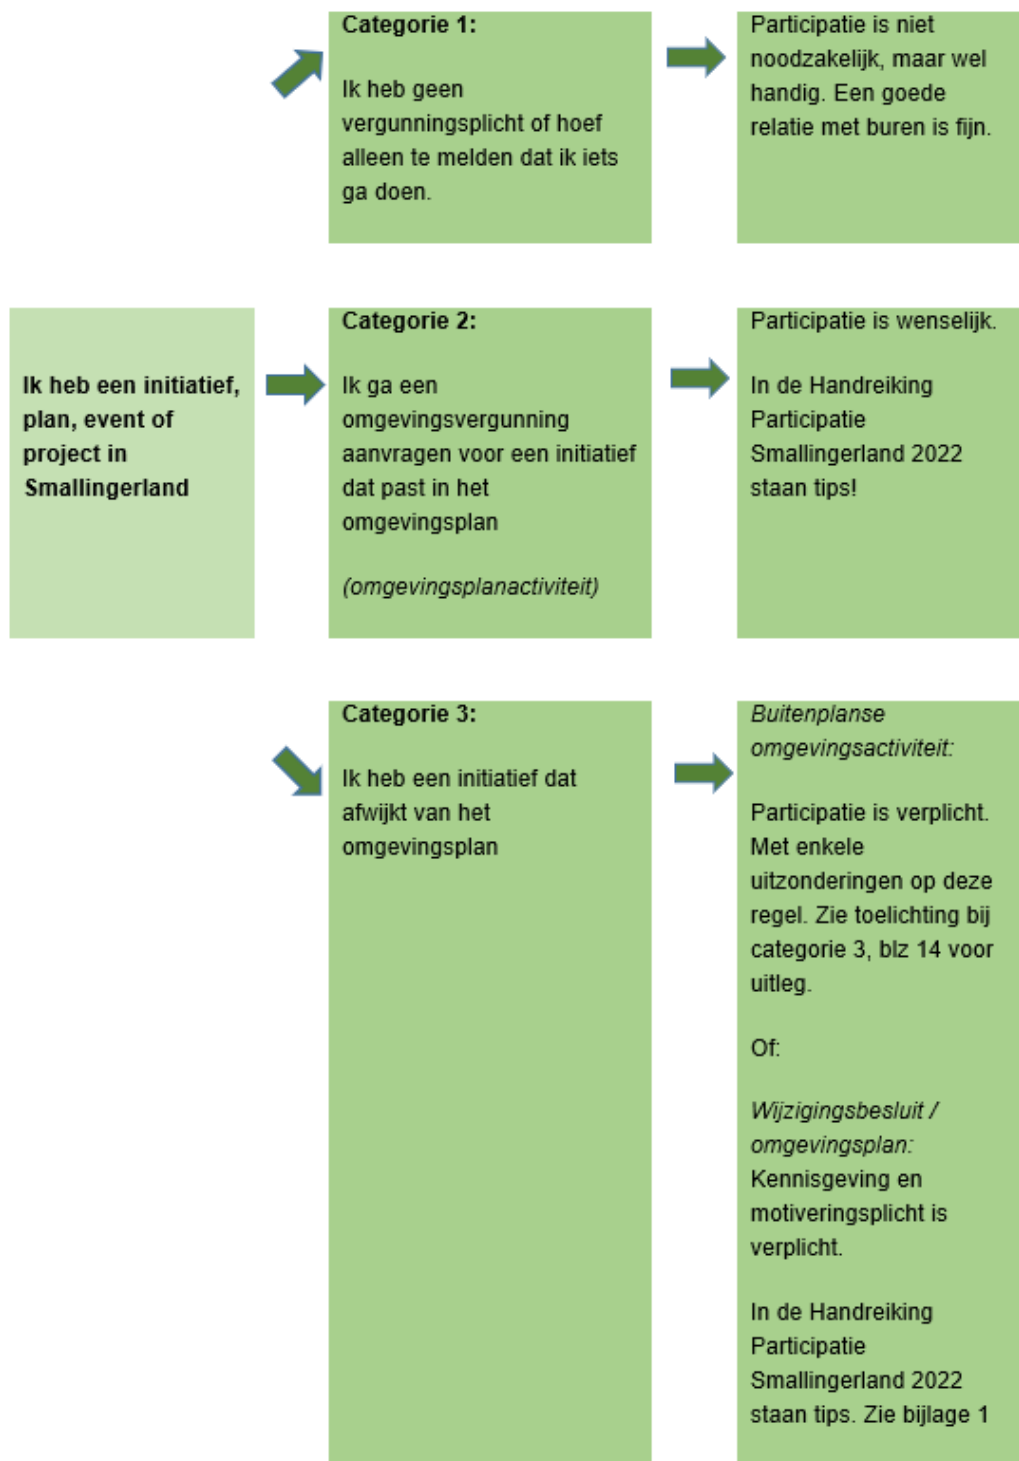 Categorie 1:
Ik heb geen
vergunningsplicht of hoef
alleen te melden dat ik iets
ga doen.
Participatie is niet
noodzakelijk, maar wel
handig. Een goede
relatie met buren is fijn.
Ik heb een initiatief,
plan, event of
project in
Smallingerland
Categorie 2:
Ik ga een
omgevingsvergunning
aanvragen voor een initiatief
dat past in het
omgevingsplan
(omgevingsplanactiviteit)
Participatie is wenselijk.
In de Handreiking
Participatie
Smallingerland 2022
staan tips!
Categorie 3:
Ik heb een initiatief dat
afwijkt van het
omgevingsplan
Buitenplanse
omgevingsactiviteit:
Participatie is verplicht.
Met enkele
uitzonderingen op deze
regel. Zie toelichting bij
categorie 3, blz 14 voor
uitleg.
Of:
Wijzigingsbesluit /
omgevingsplan:
Kennisgeving en
motiveringsplicht is
verplicht.
In de Handreiking
Participatie
Smallingerland 2022
staan tips. Zie bijlage 1